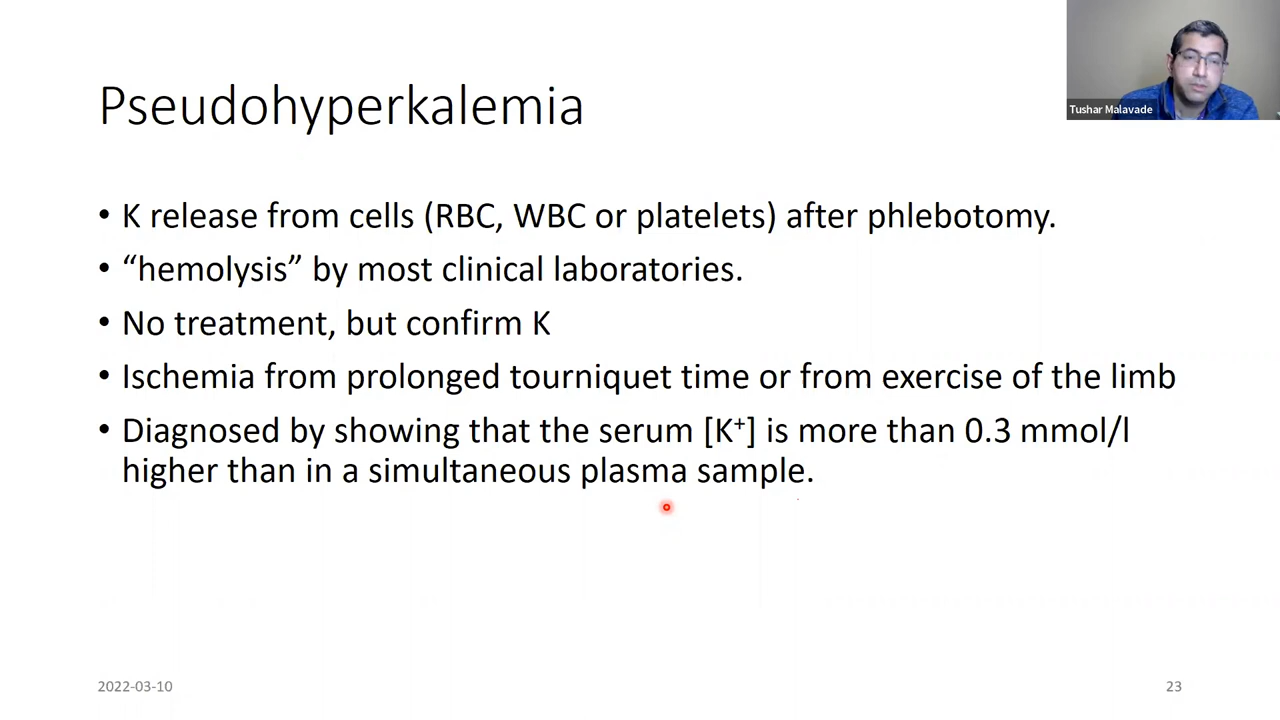 Tushar Malavade
Pseudohyperkalemia
• K release from cells (RBC, WBC or platelets) after phlebotomy.
• “hemolysis” by most clinical laboratories.
• No treatment, but confirm K
• Ischemia from prolonged tourniquet time or from exercise of the limb
• Diagnosed by showing that the serum [K⁺] is more than 0.3 mmol/l
higher than in a simultaneous plasma sample.
2022-03-10
23